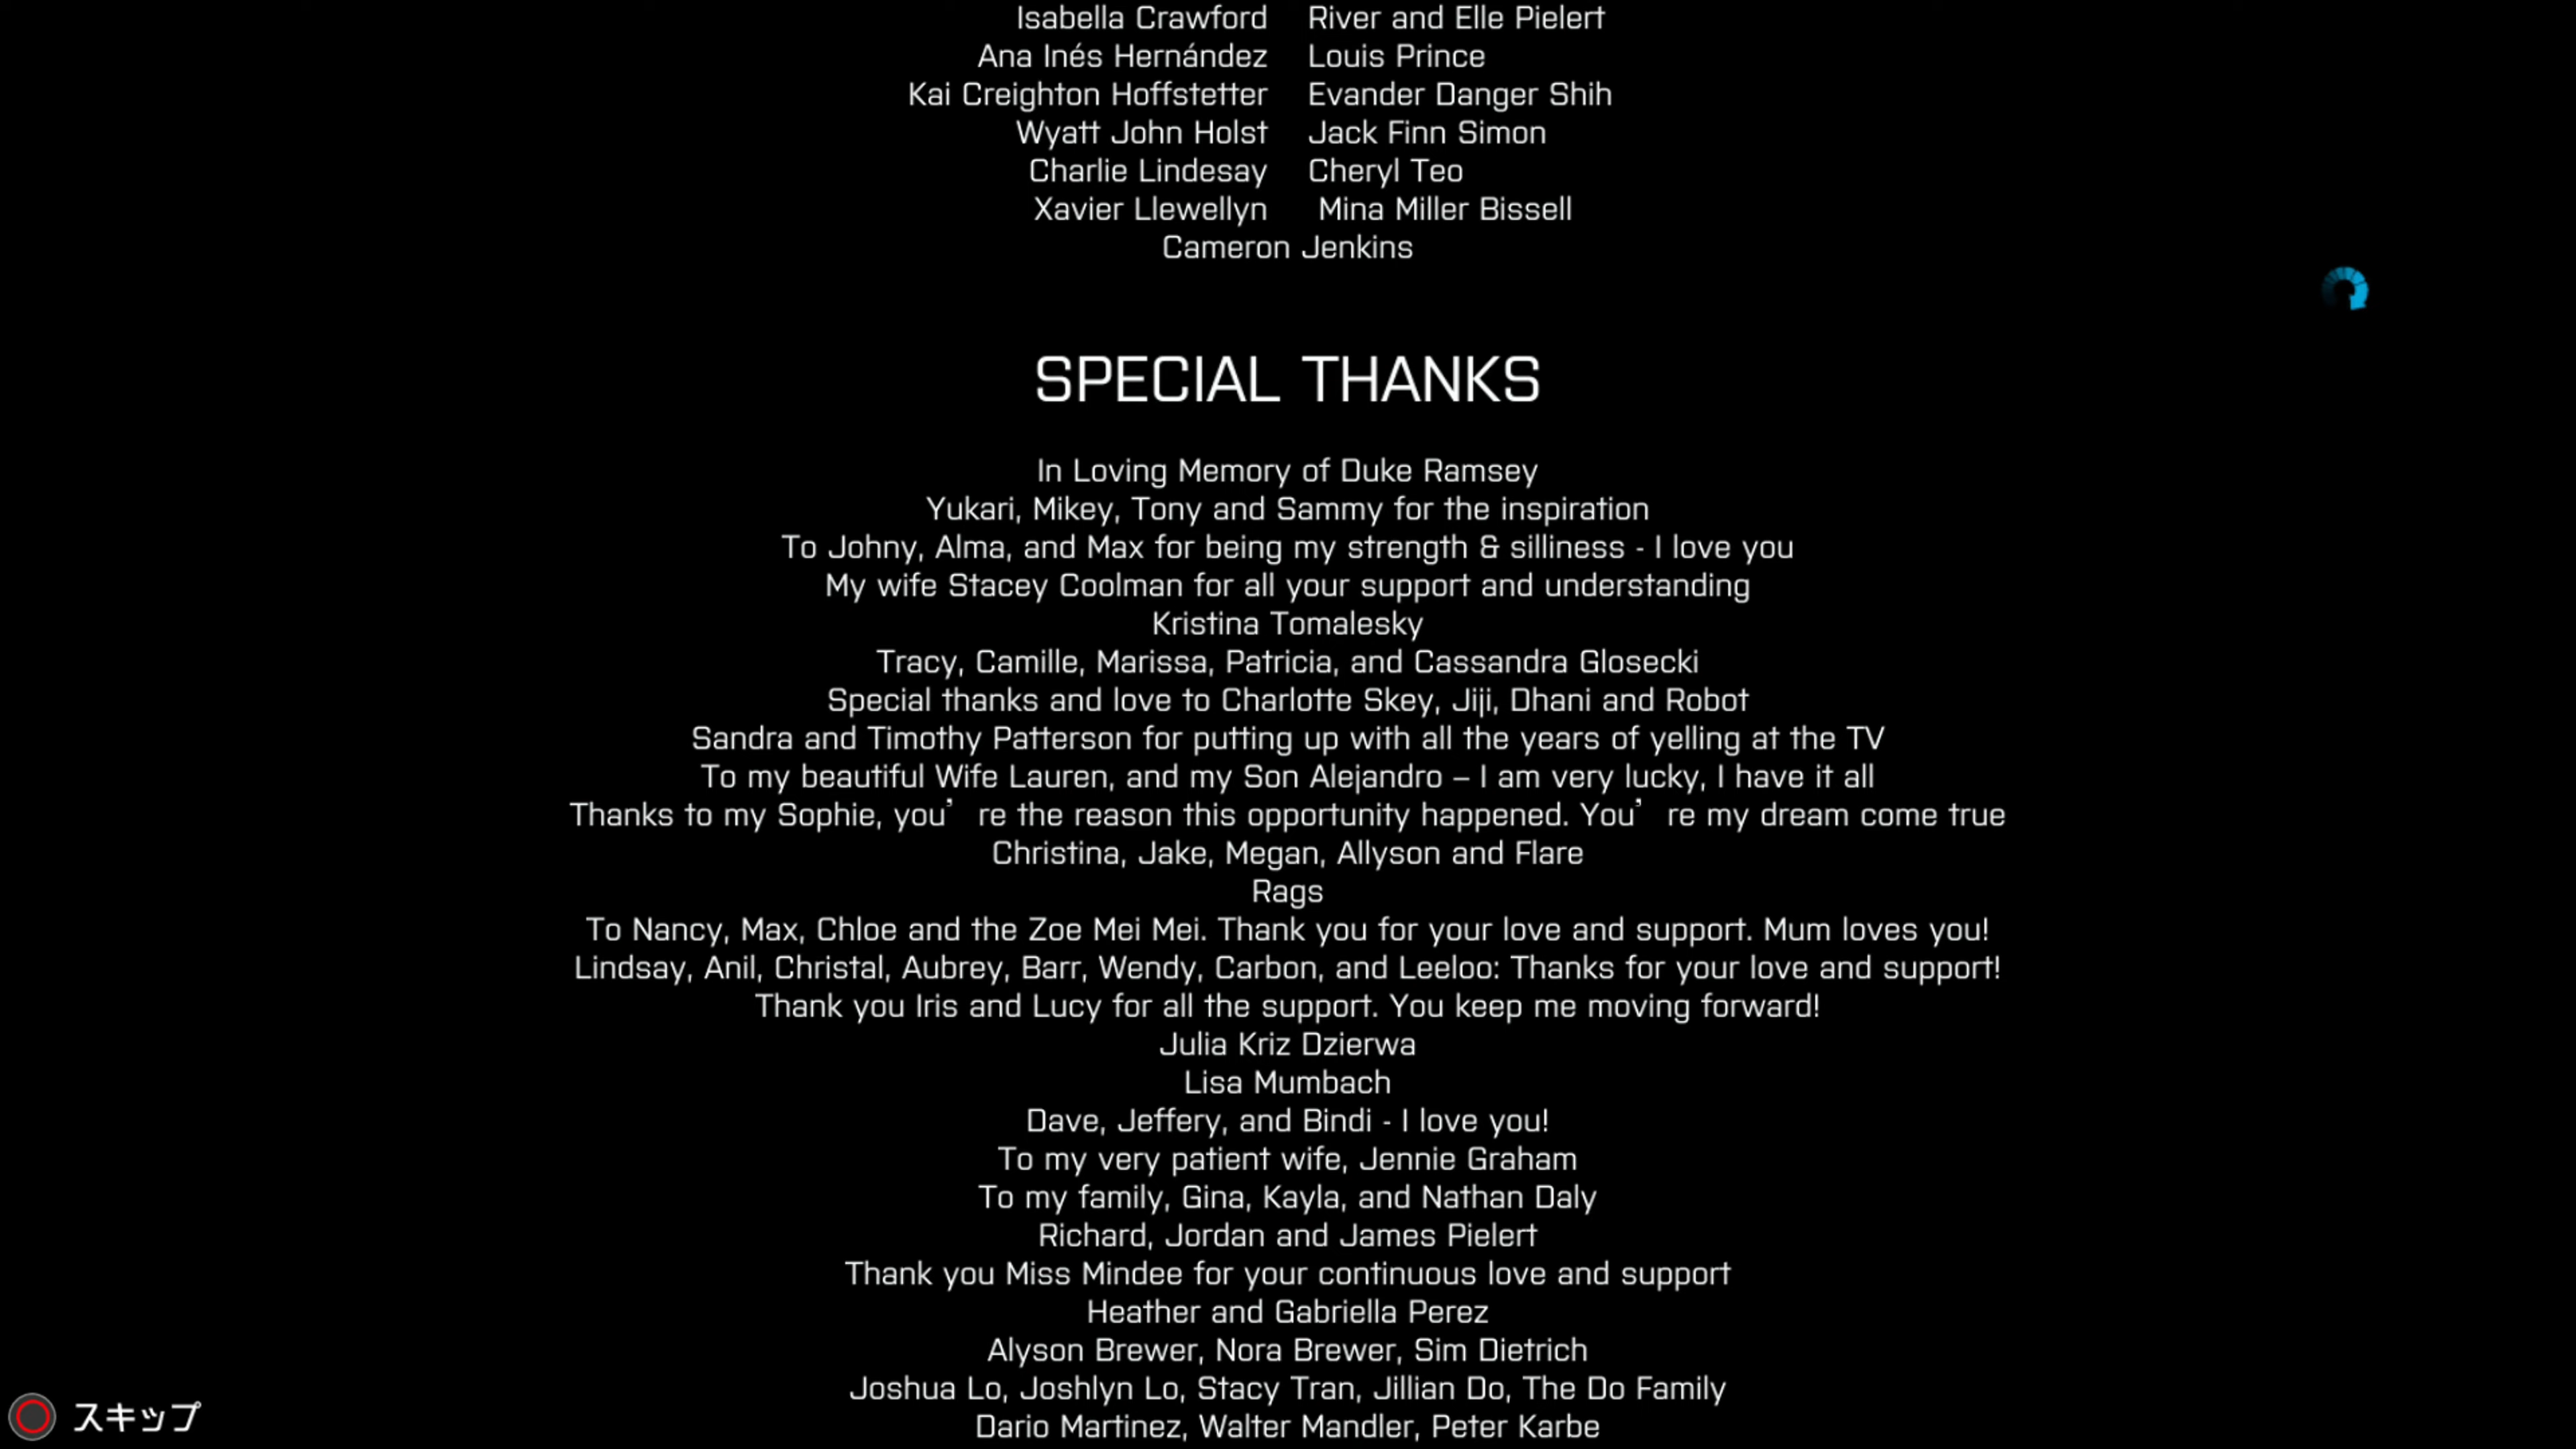 Isabella Crawford River and Elle Pielert
Ana Inés Hernández Louis Prince
Kai Creighton Hoffstetter Evander Danger Shih
Wyatt John Holst Jack Finn Simon
Charlie Lindesay Cheryl Teo
Xavier Llewellyn Mina Miller Bissell
Cameron Jenkins
SPECIAL THANKS
In Loving Memory of Duke Ramsey
Yukari, Mikey, Tony and Sammy for the inspiration
To Johny, Alma, and Max for being my strength & silliness - I love you
My wife Stacey Coolman for all your support and understanding
Kristina Tomalesky
Tracy, Camille, Marissa, Patricia, and Cassandra Glosecki
Special thanks and love to Charlotte Skey, Jiji, Dhani and Robot
Sandra and Timothy Patterson for putting up with all the years of yelling at the TV
To my beautiful Wife Lauren, and my Son Alejandro – I am very lucky, I have it all
Thanks to my Sophie, you’re the reason this opportunity happened. You’re my dream come true
Christina, Jake, Megan, Allyson and Flare
Rags
To Nancy, Max, Chloe and the Zoe Mei Mei. Thank you for your love and support. Mum loves you!
Lindsay, Anil, Christal, Aubrey, Barr, Wendy, Carbon, and Leeloo: Thanks for your love and support!
Thank you Iris and Lucy for all the support. You keep me moving forward!
Julia Kriz Dzierwa
Lisa Mumbach
Dave, Jeffery, and Bindi - I love you!
To my very patient wife, Jennie Graham
To my family, Gina, Kayla, and Nathan Daly
Richard, Jordan and James Pielert
Thank you Miss Mindee for your continuous love and support
Heather and Gabriella Perez
Alyson Brewer, Nora Brewer, Sim Dietrich
Joshua Lo, Joshlyn Lo, Stacy Tran, Jillian Do, The Do Family
Dario Martinez, Walter Mandler, Peter Karbe
スキップ